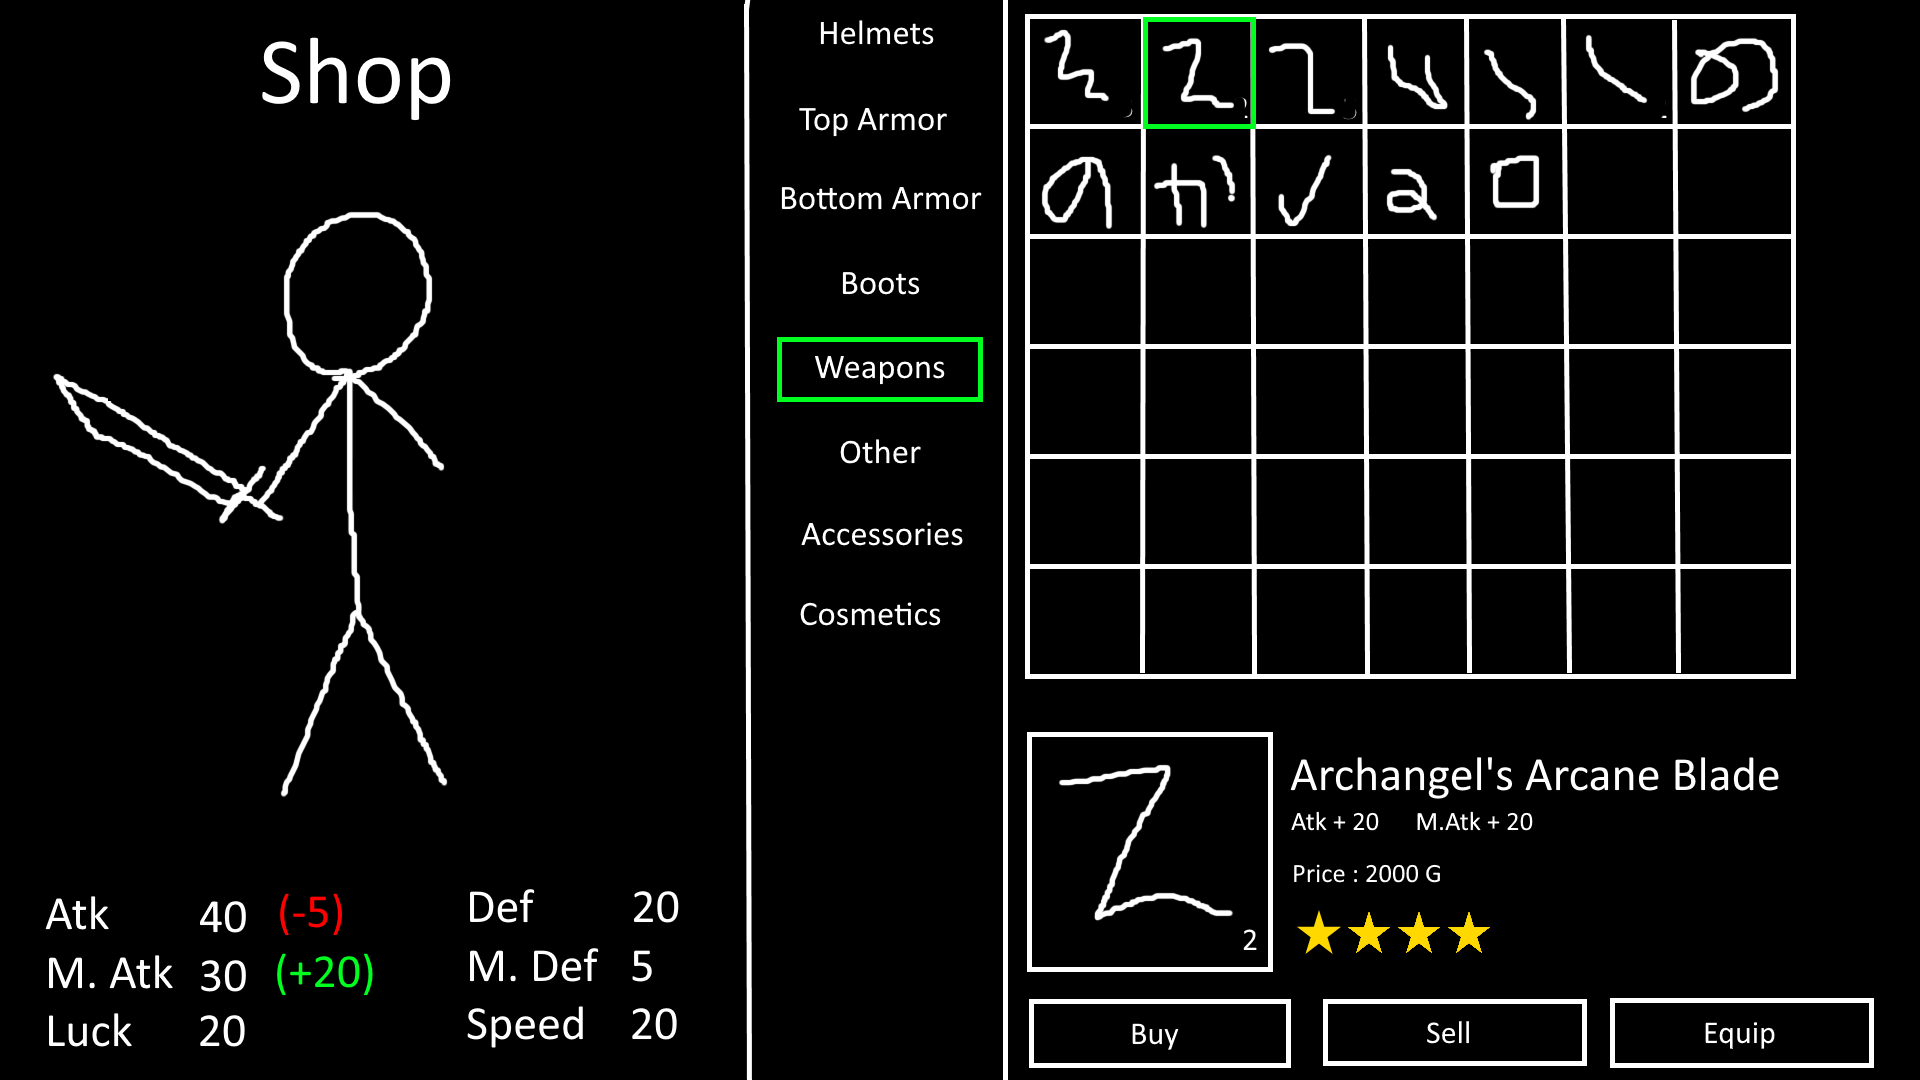 Shop
Helmets
Top Armor
Bottom Armor
Boots
Weapons
Other
Accessories
Cosmetics
Archangel's Arcane Blade
Atk + 20 M.Atk + 20
Price : 2000 G
2
Buy Sell Equip
Atk 40 (-5)
M. Atk 30 (+20)
Luck 20
Def 20
M. Def 5
Speed 20